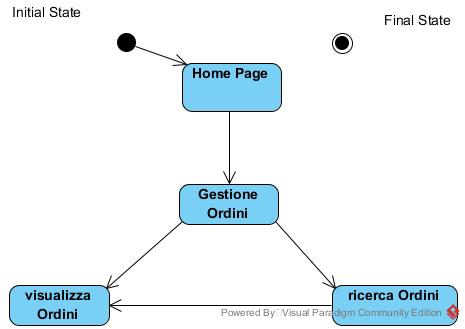 Initial State
Final State
Home Page
Gestione
Ordini
visualizza
Ordini
ricerca Ordini
Powered By Visual Paradigm Community Edition